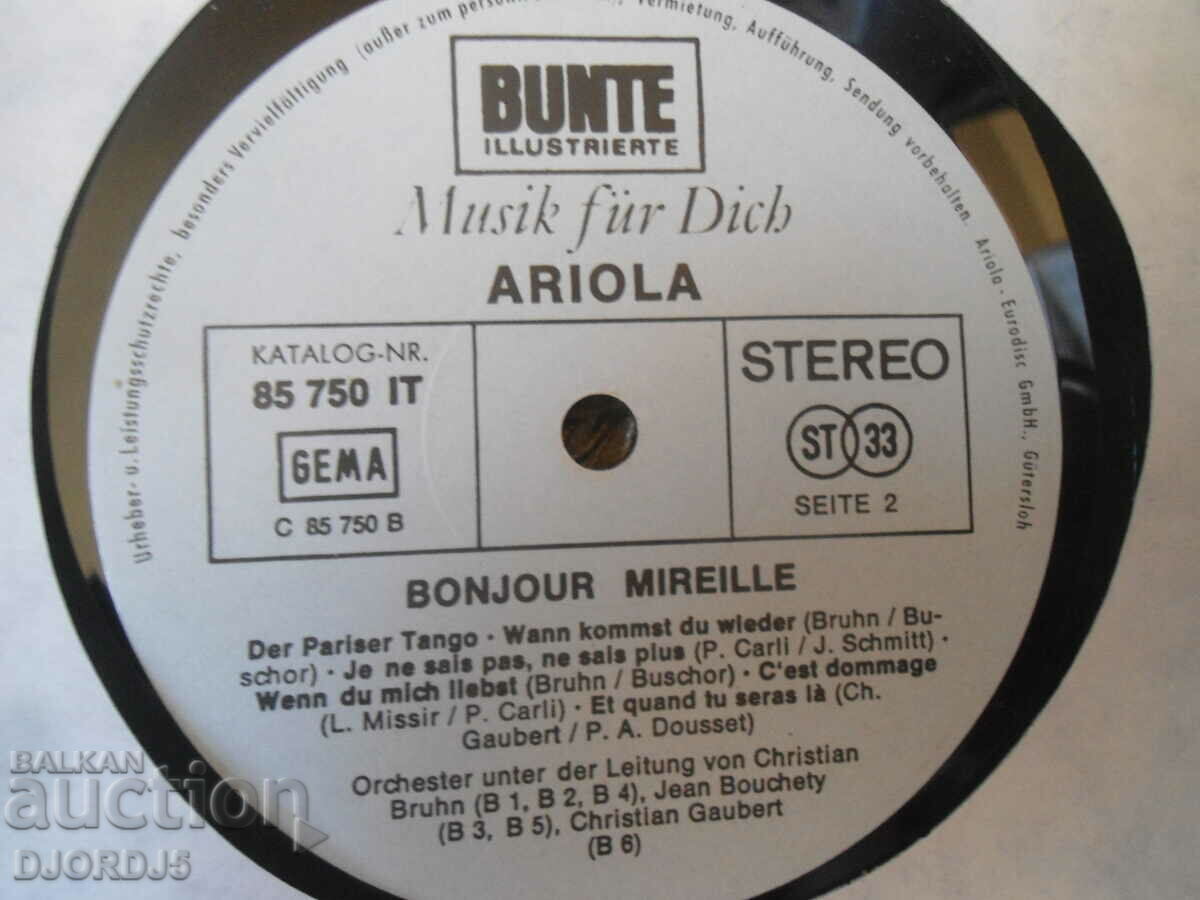 Urheber- u. Leistungsschutzrechte, besonders Vervielfältigung (außer zum Vermietung, Aufführung, Sendung vorbehalten. Ariola-Eurodisc GmbH., Gütersloh
BUNTE
ILLUSTRIERTE
Musik für Dich
ARIOLA
KATALOG-NR.
85 750 IT
GEMA
C 85 750 B
STEREO
ST 33
SEITE 2
BONJOUR MIREILLE
Der Pariser Tango · Wann kommst du wieder (Bruhn / Bu-
schor) · Je ne sais pas, ne sais plus (P. Carli / J. Schmitt) ·
Wenn du mich liebst (Bruhn / Buschor) · C'est dommage
(L. Missir / P. Carli) · Et quand tu seras là (Ch.
Gaubert / P. A. Dousset)
Orchester unter der Leitung von Christian
Bruhn (B 1, B 2, B 4), Jean Bouchety
(B 3, B 5), Christian Gaubert
(B 6)
BALKAN
auction
DJORDJ5